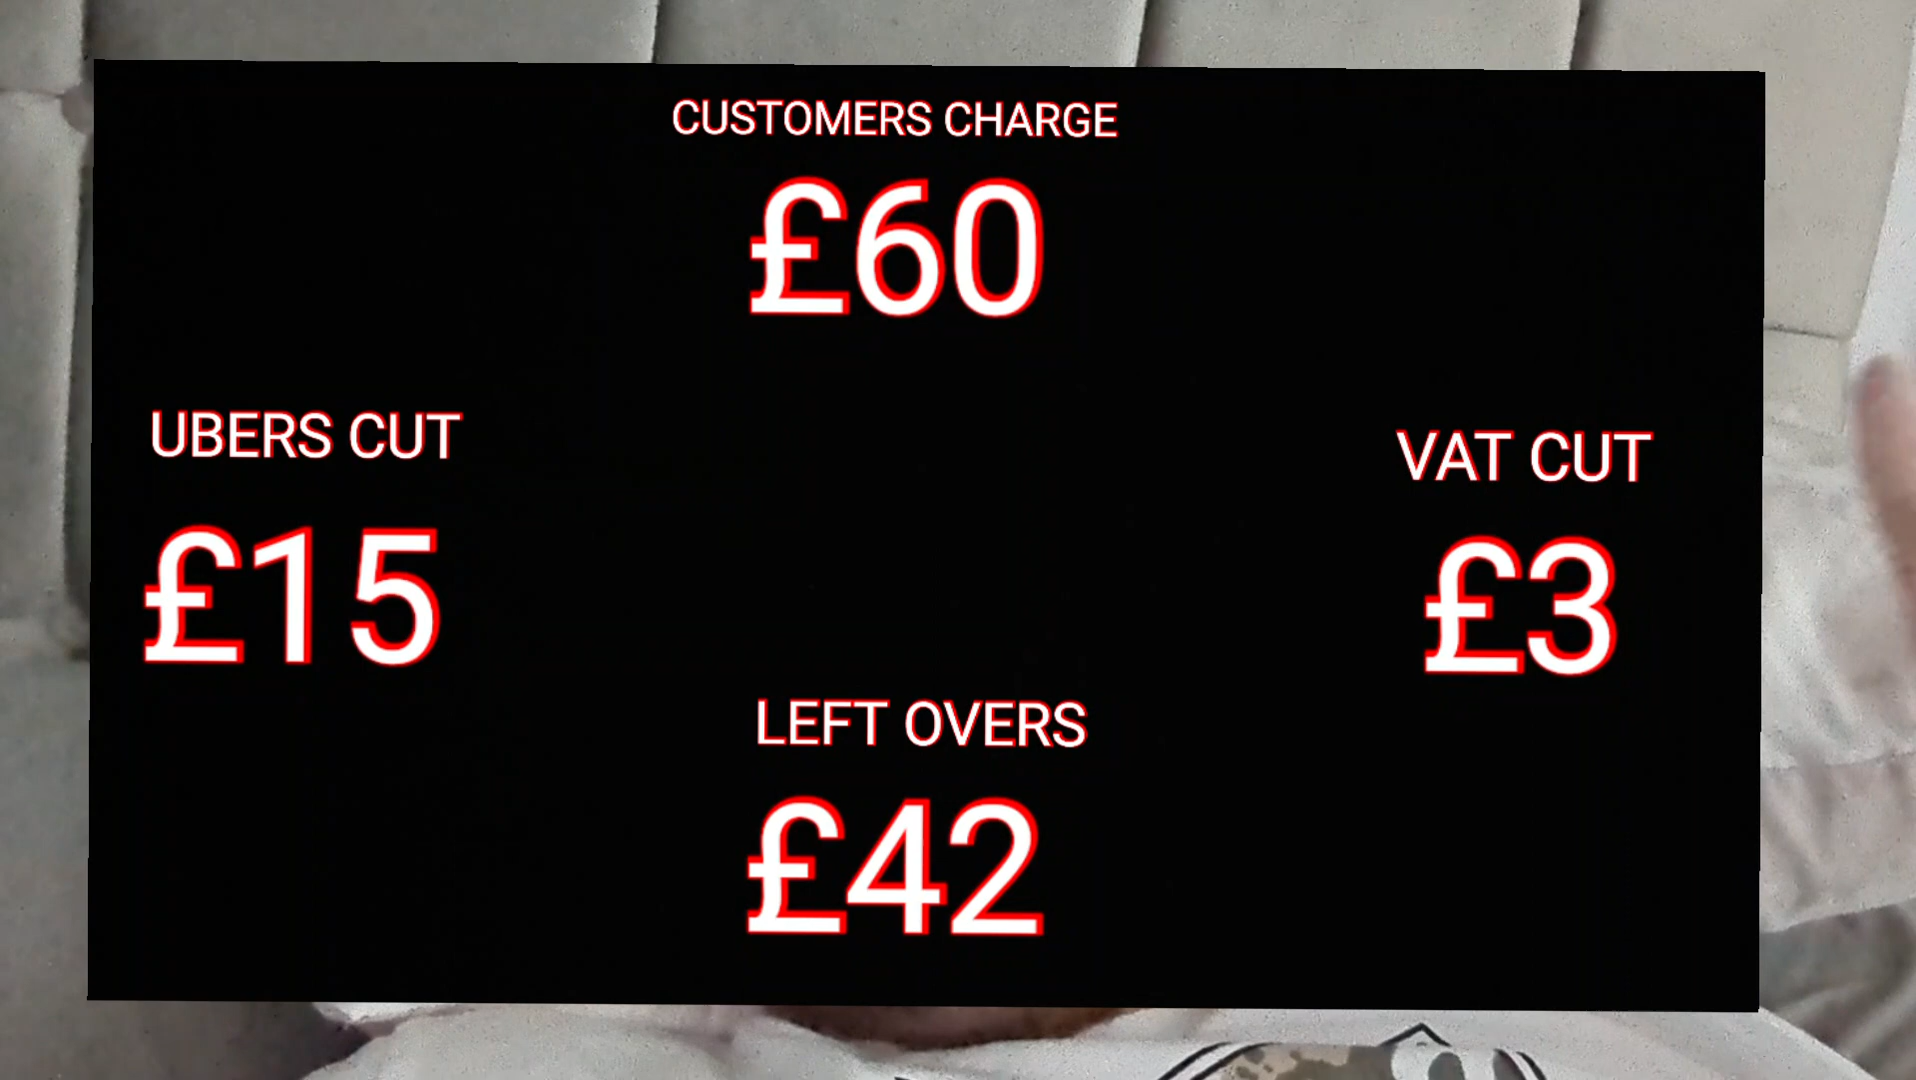 CUSTOMERS CHARGE
£60
UBERS CUT
£15
VAT CUT
£3
LEFT OVERS
£42